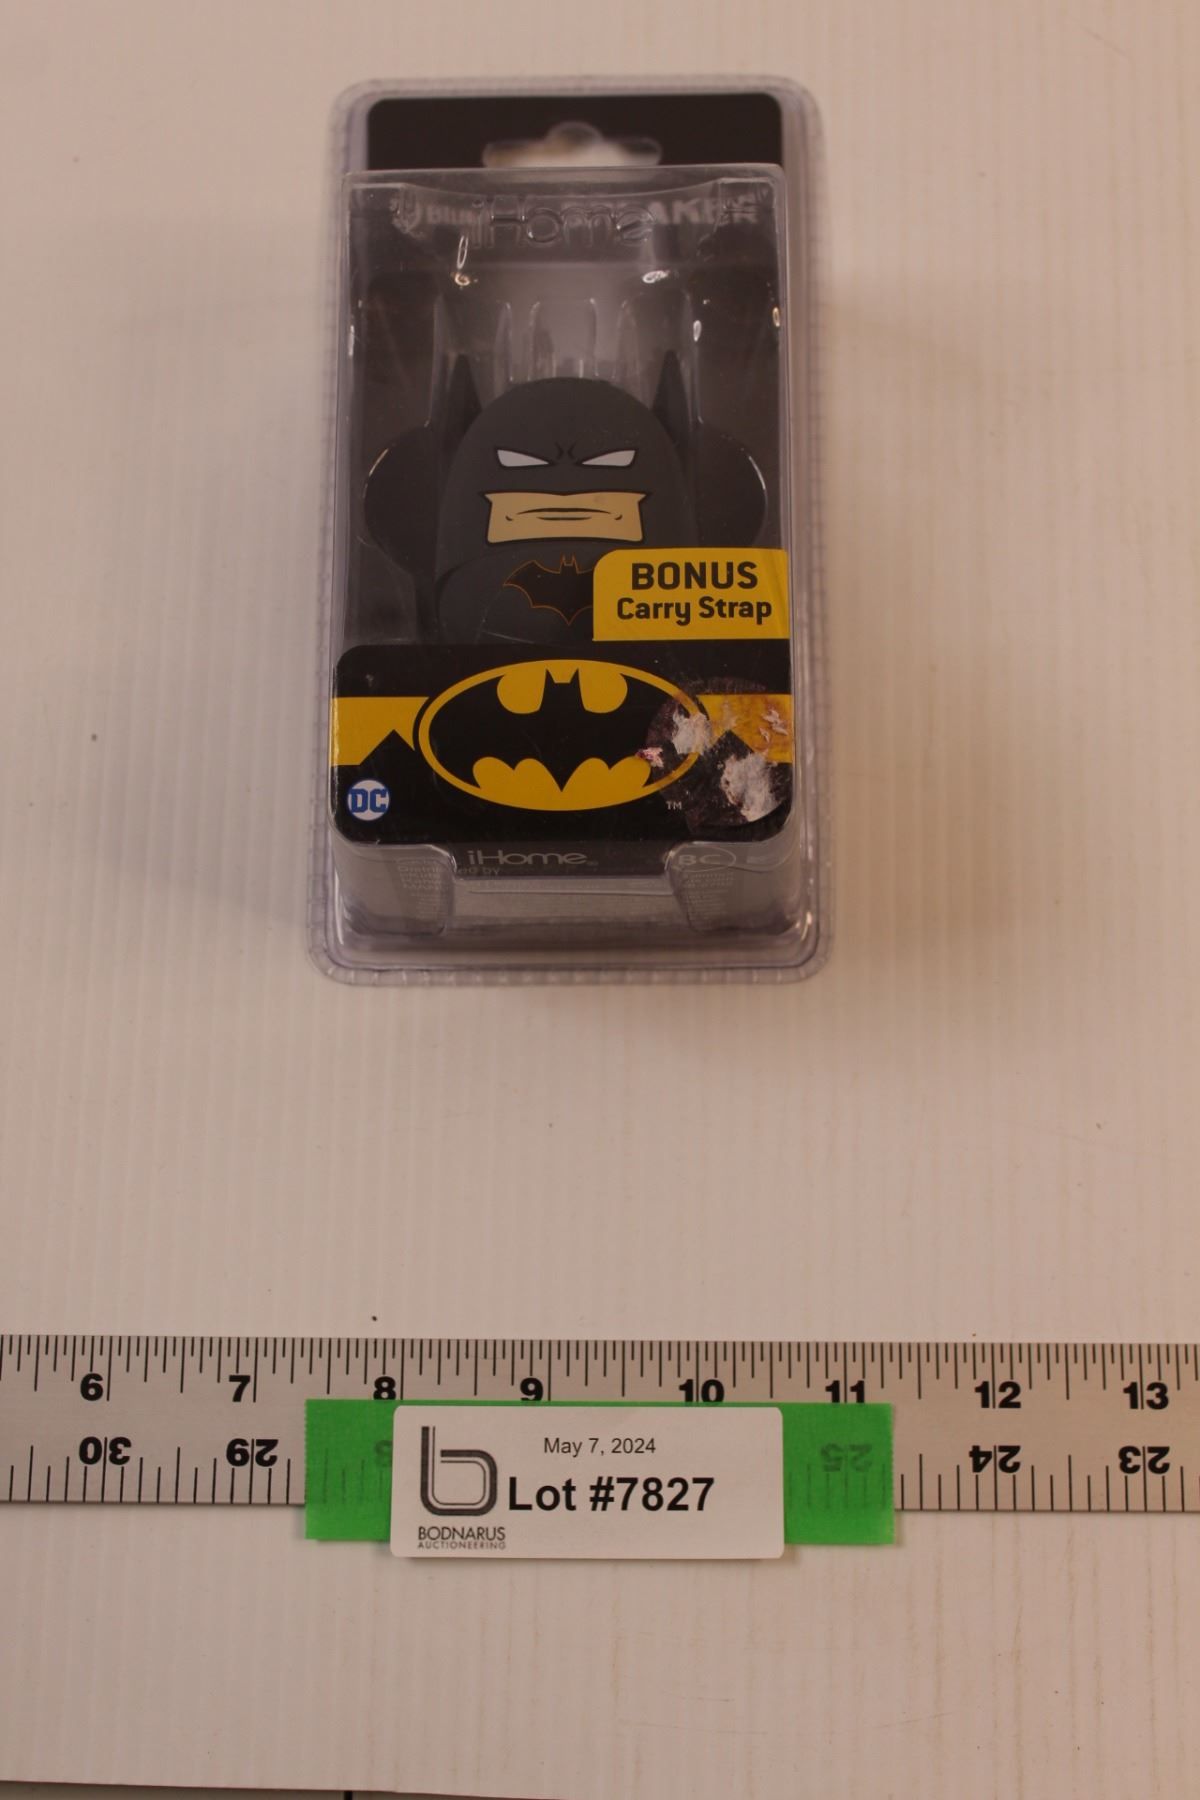 iHome
BONUS
Carry Strap
DC
TM
iHome
BC
6 7 8 9 10 11 12 13
30 29 25 24 23
May 7, 2024
Lot #7827
BODNARUS
AUCTIONEERING